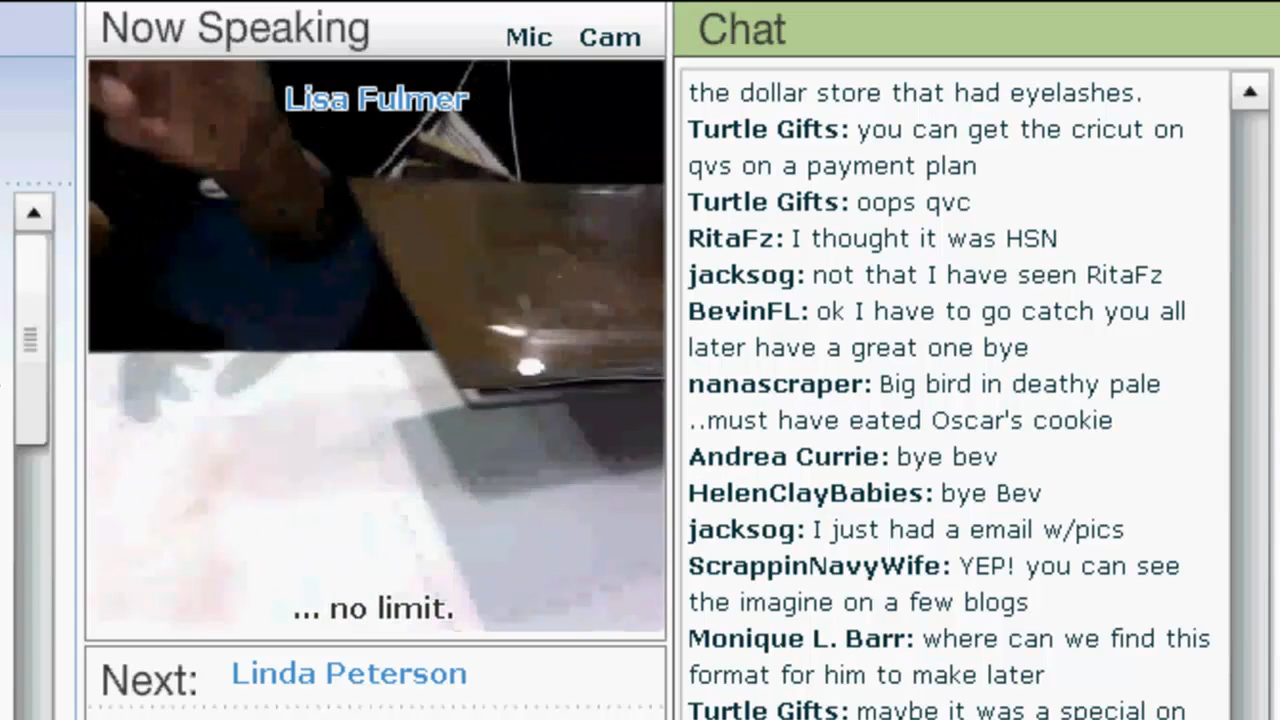 Now Speaking
Mic Cam
Lisa Fulmer
... no limit.
Next: Linda Peterson
Chat
the dollar store that had eyelashes.
Turtle Gifts: you can get the cricut on
qvs on a payment plan
Turtle Gifts: oops qvc
RitaFz: I thought it was HSN
jacksog: not that I have seen RitaFz
BevinFL: ok I have to go catch you all
later have a great one bye
nanascraper: Big bird in deathy pale
..must have eated Oscar's cookie
Andrea Currie: bye bev
HelenClayBabies: bye Bev
jacksog: I just had a email w/pics
ScrappinNavyWife: YEP! you can see
the imagine on a few blogs
Monique L. Barr: where can we find this
format for him to make later
Turtle Gifts: maybe it was a special on